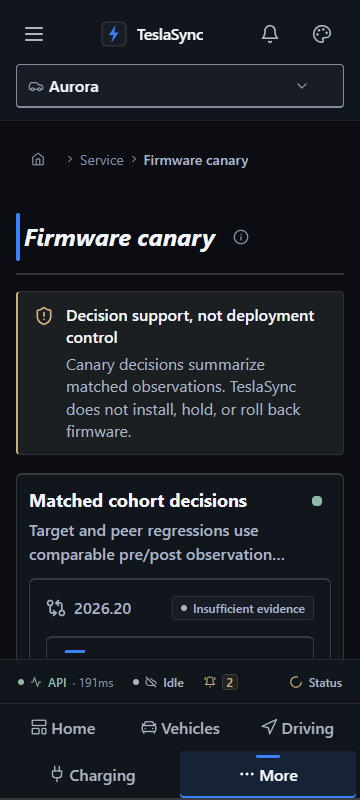 TeslaSync
Aurora
Service
Firmware canary
Firmware canary
Decision support, not deployment
control
Canary decisions summarize
matched observations. TeslaSync
does not install, hold, or roll back
firmware.
Matched cohort decisions
Target and peer regressions use
comparable pre/post observation...
2026.20
Insufficient evidence
API · 191ms
Idle
2
Status
Home
Vehicles
Driving
Charging
More